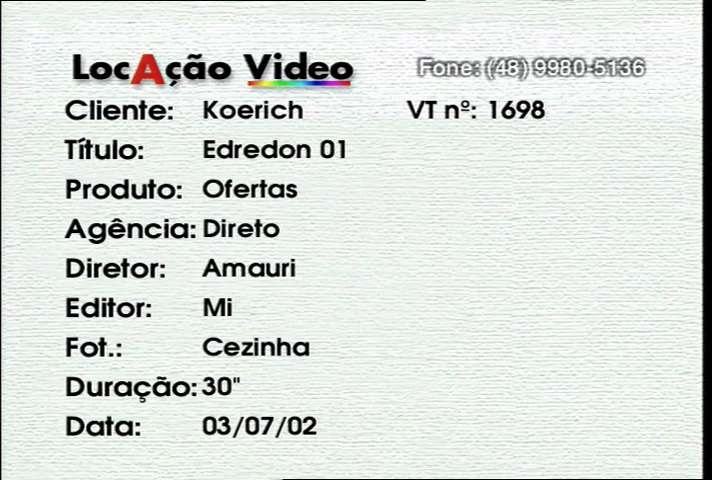 LocAção Video Fone: (48) 9980-5136
Cliente: Koerich VT nº: 1698
Título: Edredon 01
Produto: Ofertas
Agência: Direto
Diretor: Amauri
Editor: Mi
Fot.: Cezinha
Duração: 30"
Data: 03/07/02